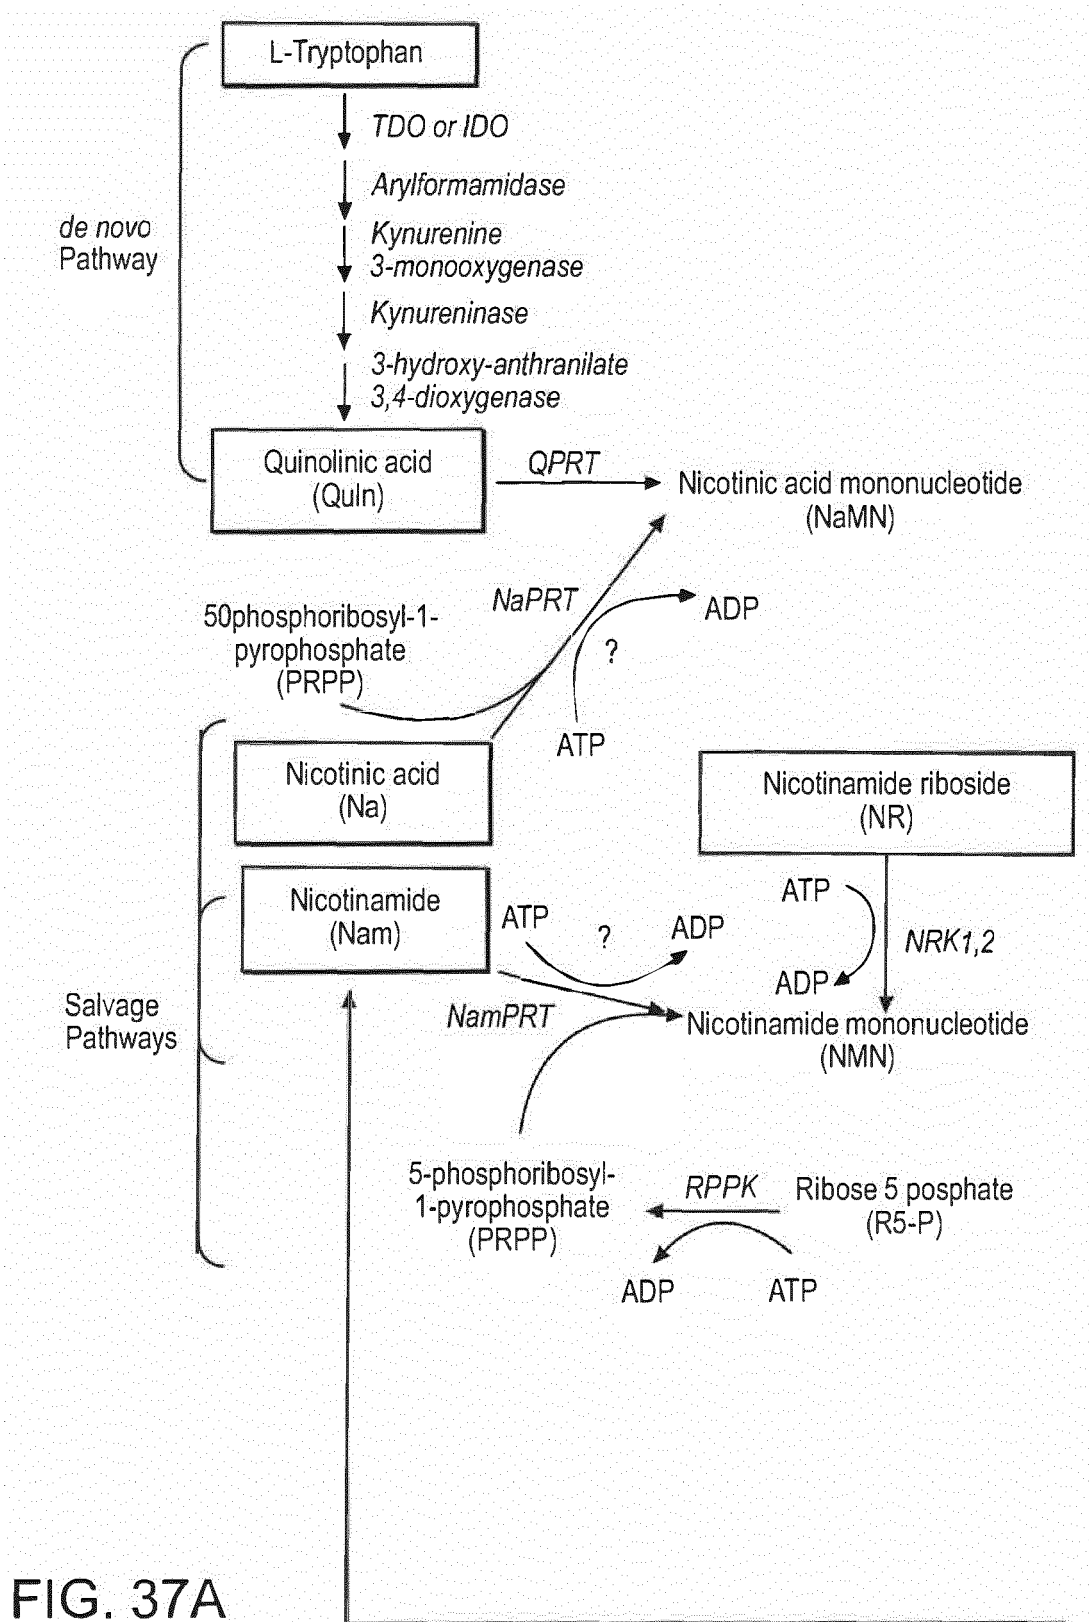 L-Tryptophan
TDO or IDO
Arylformamidase
de novo
Pathway
Kynurenine
3-monooxygenase
Kynureninase
3-hydroxy-anthranilate
3,4-dioxygenase
Quinolinic acid
(Quln)
QPRT
Nicotinic acid mononucleotide
(NaMN)
NaPRT
ADP
50phosphoribosyl-1-
pyrophosphate
(PRPP)
?
ATP
Nicotinic acid
(Na)
Nicotinamide riboside
(NR)
Nicotinamide
(Nam)
ATP
?
ADP
ATP
ADP
NRK1,2
Salvage
Pathways
NamPRT
Nicotinamide mononucleotide
(NMN)
5-phosphoribosyl-
1-pyrophosphate
(PRPP)
RPPK
Ribose 5 posphate
(R5-P)
ADP
ATP
FIG. 37A